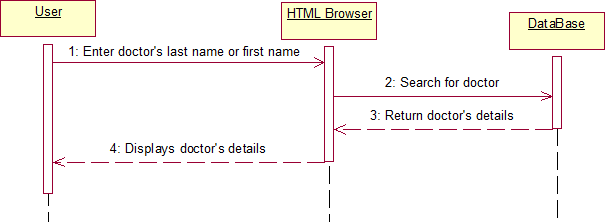 User
HTML Browser
DataBase
1: Enter doctor's last name or first name
2: Search for doctor
3: Return doctor's details
4: Displays doctor's details